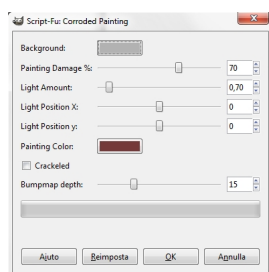 Script-Fu: Corroded Painting
Background:
Painting Damage %: 70
Light Amount: 0,70
Light Position X: 0
Light Position y: 0
Painting Color:
Crackeled
Bumpmap depth: 15
Aiuto Reimposta OK Annulla